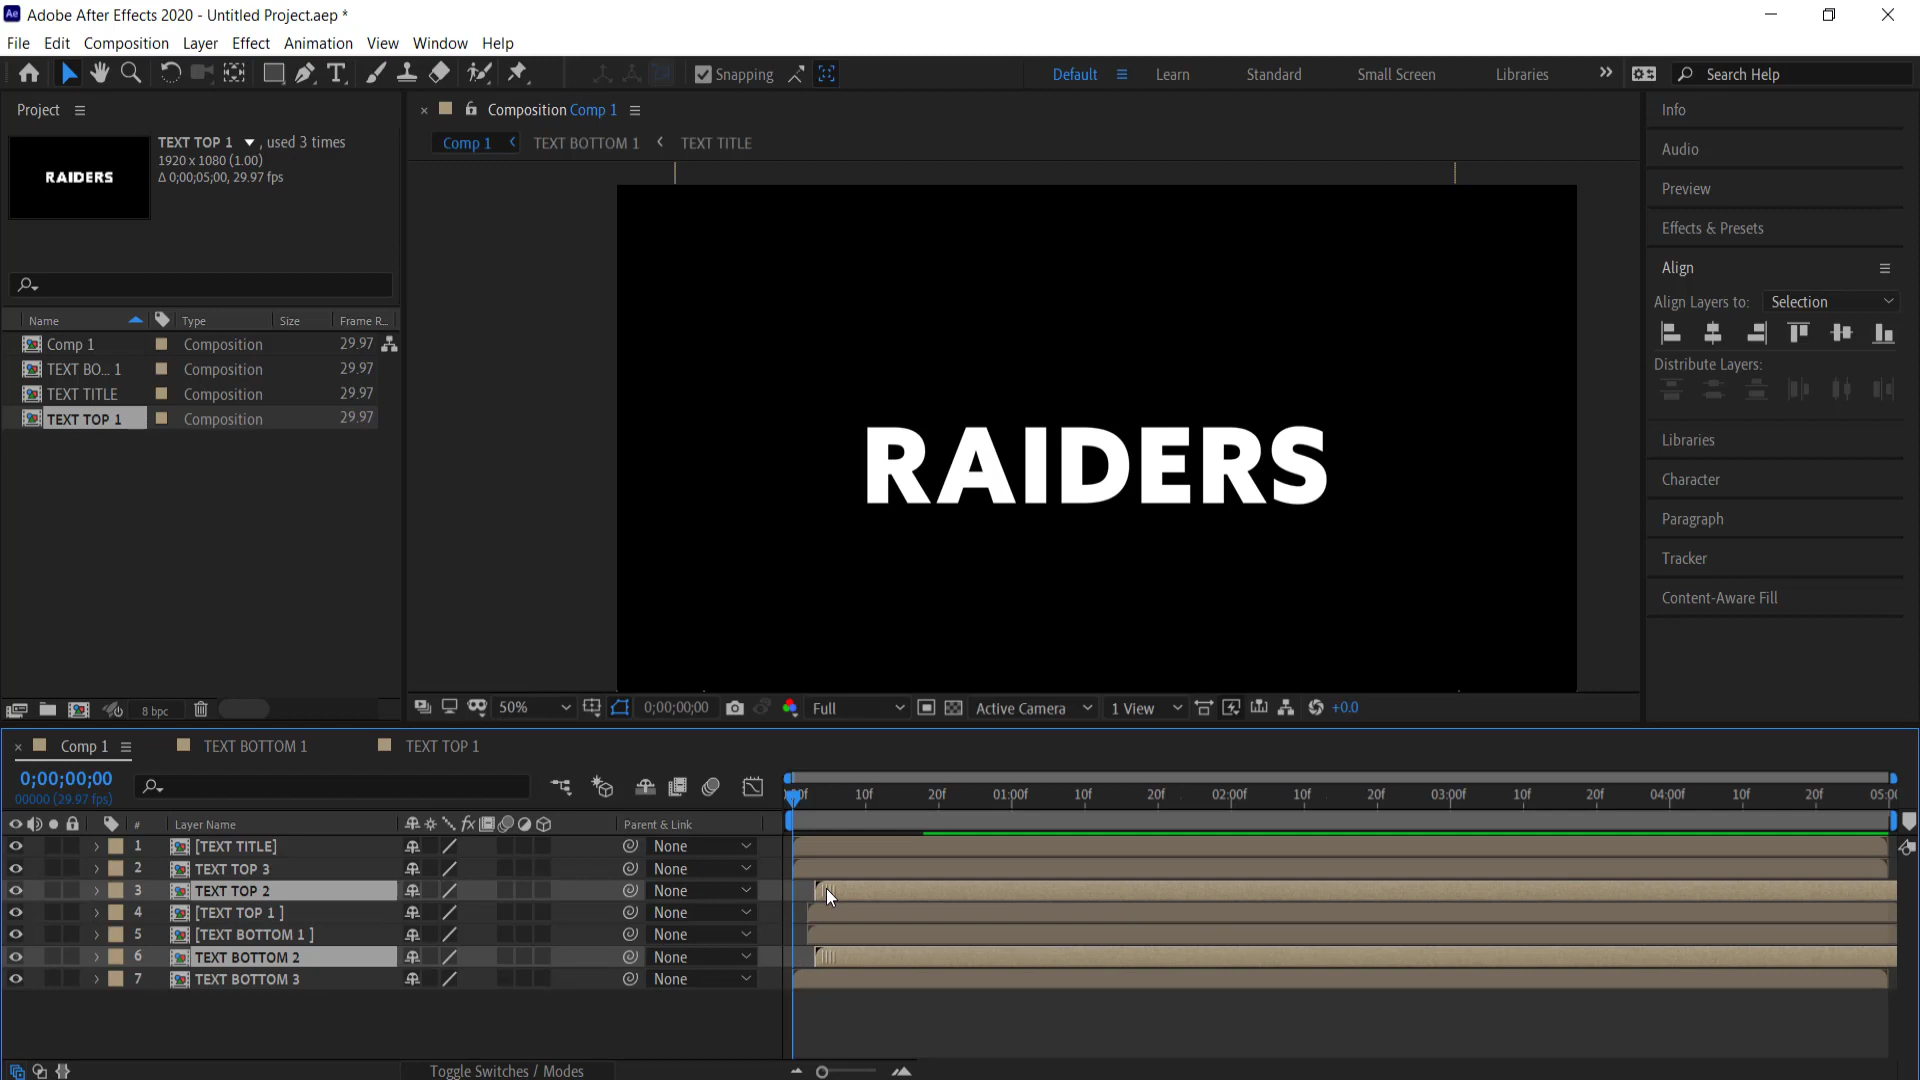 Adobe After Effects 2020 - Untitled Project.aep *
File Edit Composition Layer Effect Animation View Window Help
Snapping Default Learn Standard Small Screen Libraries Search Help
Project
TEXT TOP 1 , used 3 times
1920 x 1080 (1.00)
Δ 0;00;05;00, 29.97 fps
RAIDERS
Name Type Size Frame R...
Comp 1 Composition 29.97
TEXT BO... 1 Composition 29.97
TEXT TITLE Composition 29.97
TEXT TOP 1 Composition 29.97
8 bpc
Composition Comp 1
Comp 1 TEXT BOTTOM 1 TEXT TITLE
RAIDERS
50% 0;00;00;00 Full Active Camera 1 View +0.0
Info
Audio
Preview
Effects & Presets
Align
Align Layers to: Selection
Distribute Layers:
Libraries
Character
Paragraph
Tracker
Content-Aware Fill
Comp 1 TEXT BOTTOM 1 TEXT TOP 1
0;00;00;00
00000 (29.97 fps)
10f 20f 01:00f 10f 20f 02:00f 10f 20f 03:00f 10f 20f 04:00f 10f 20f
# Layer Name fx Parent & Link
1 [TEXT TITLE] None
2 TEXT TOP 3 None
3 TEXT TOP 2 None
4 [TEXT TOP 1 ] None
5 [TEXT BOTTOM 1 ] None
6 TEXT BOTTOM 2 None
7 TEXT BOTTOM 3 None
Toggle Switches / Modes